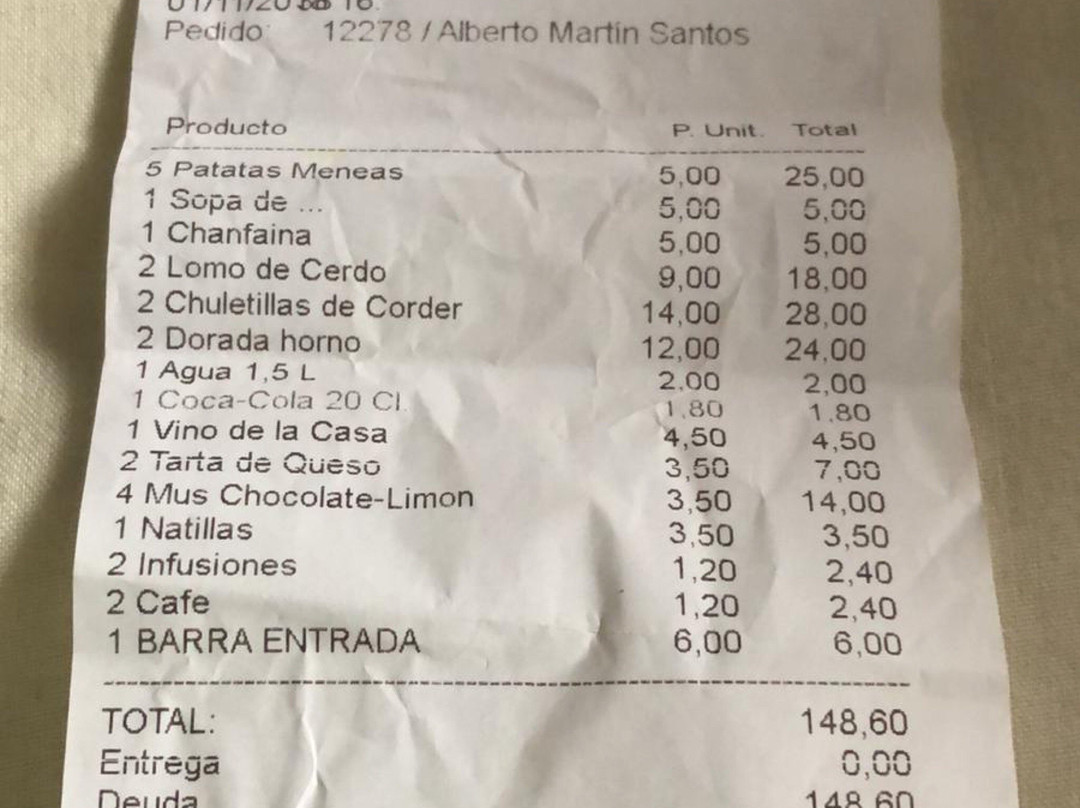 Pedido: 12278 / Alberto Martín Santos
Producto P. Unit. Total
5 Patatas Meneas 5,00 25,00
1 Sopa de ... 5,00 5,00
1 Chanfaina 5,00 5,00
2 Lomo de Cerdo 9,00 18,00
2 Chuletillas de Corder 14,00 28,00
2 Dorada horno 12,00 24,00
1 Agua 1,5 L 2,00 2,00
1 Coca-Cola 20 Cl. 1,80 1,80
1 Vino de la Casa 4,50 4,50
2 Tarta de Queso 3,50 7,00
4 Mus Chocolate-Limon 3,50 14,00
1 Natillas 3,50 3,50
2 Infusiones 1,20 2,40
2 Cafe 1,20 2,40
1 BARRA ENTRADA 6,00 6,00
TOTAL: 148,60
Entrega 0,00
Deuda 148,60